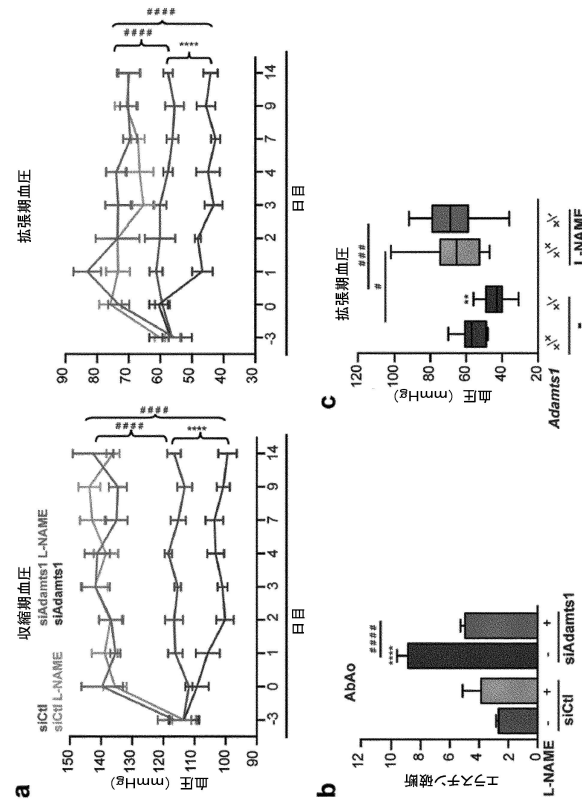 a
収縮期血圧
siCtl siAdamts1 L-NAME
siCtl L-NAME siAdamts1
血圧 (mmHg)
150
140
130
120
110
100
90
-3 0 1 2 3 4 7 9 14
日目
####
####
****
拡張期血圧
90
80
70
60
50
40
30
-3 0 1 2 3 4 7 9 14
日目
####
####
****
b
AbAo
エラスチン破断
12
10
8
6
4
2
0
####
****
L-NAME - + - +
siCtl siAdamts1
c
拡張期血圧
血圧 (mmHg)
120
100
80
60
40
20
###
#
**
Adamts1 +/+ +/- +/+ +/-
- L-NAME